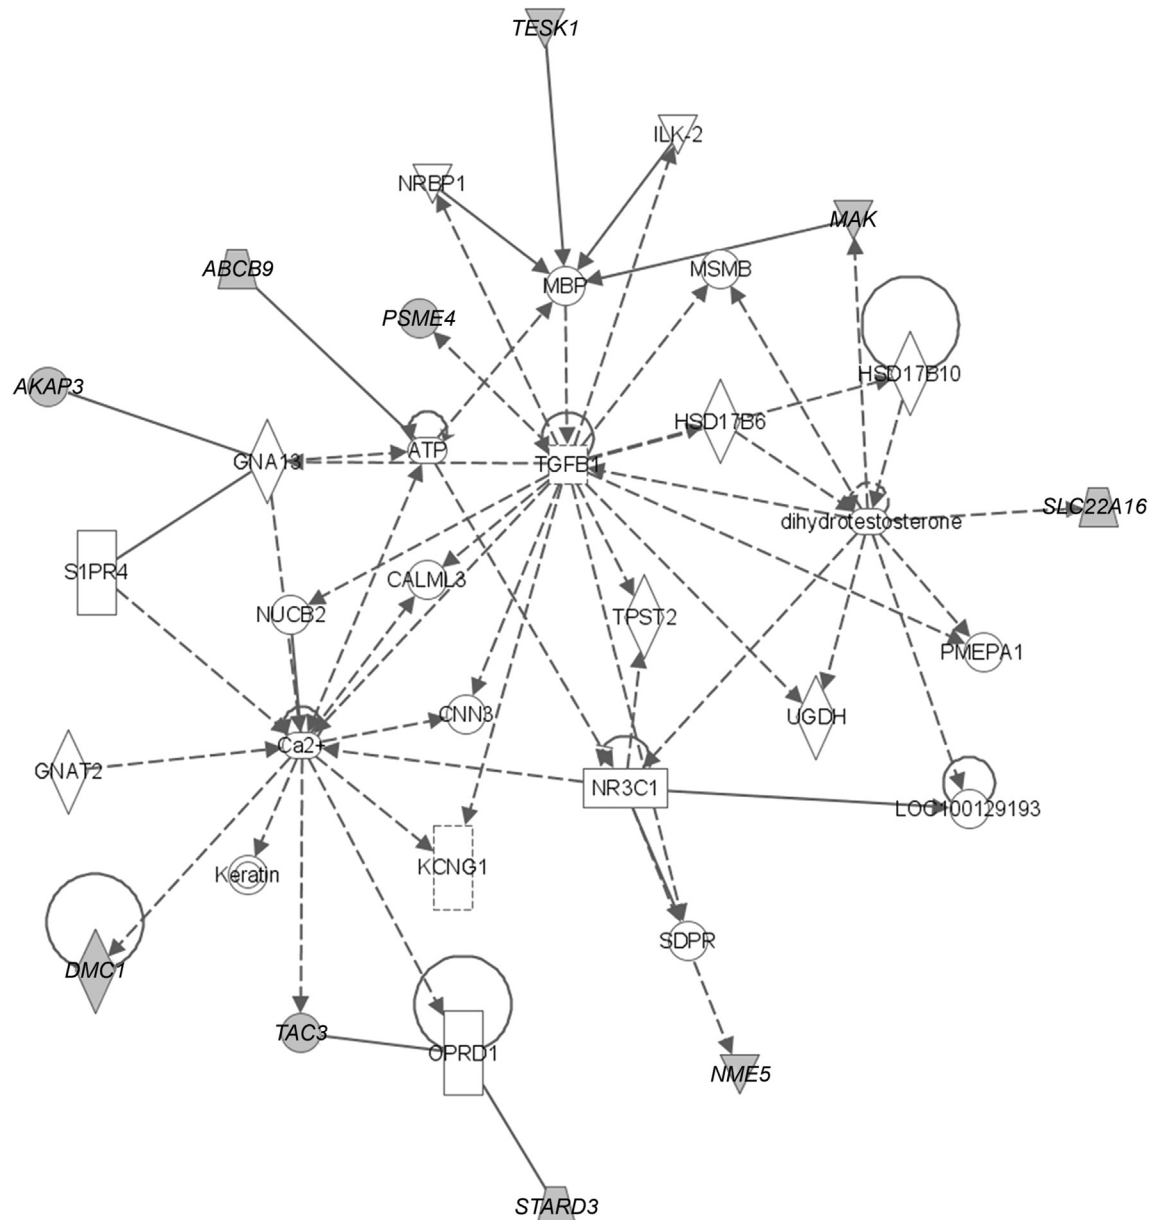 TESK1
ILK-2
NRBP1
MAK
ABCB9
MSMB
MBP
PSME4
HSD17B10
AKAP3
HSD17B6
ATP
GNA13
TGFB1
SLC22A16
dihydrotestosterone
S1PR4
CALML3
NUCB2
TPST2
PMEPA1
CNN3
UGDH
Ca2+
GNAT2
NR3C1
LOC100129193
KCNG1
Keratin
SDPR
DMC1
TAC3
OPRD1
NME5
STARD3